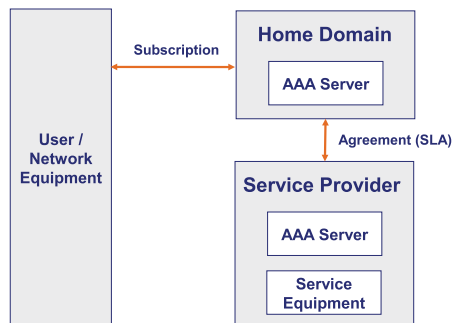 Subscription
Home Domain
AAA Server
User /
Network
Equipment
Agreement (SLA)
Service Provider
AAA Server
Service
Equipment